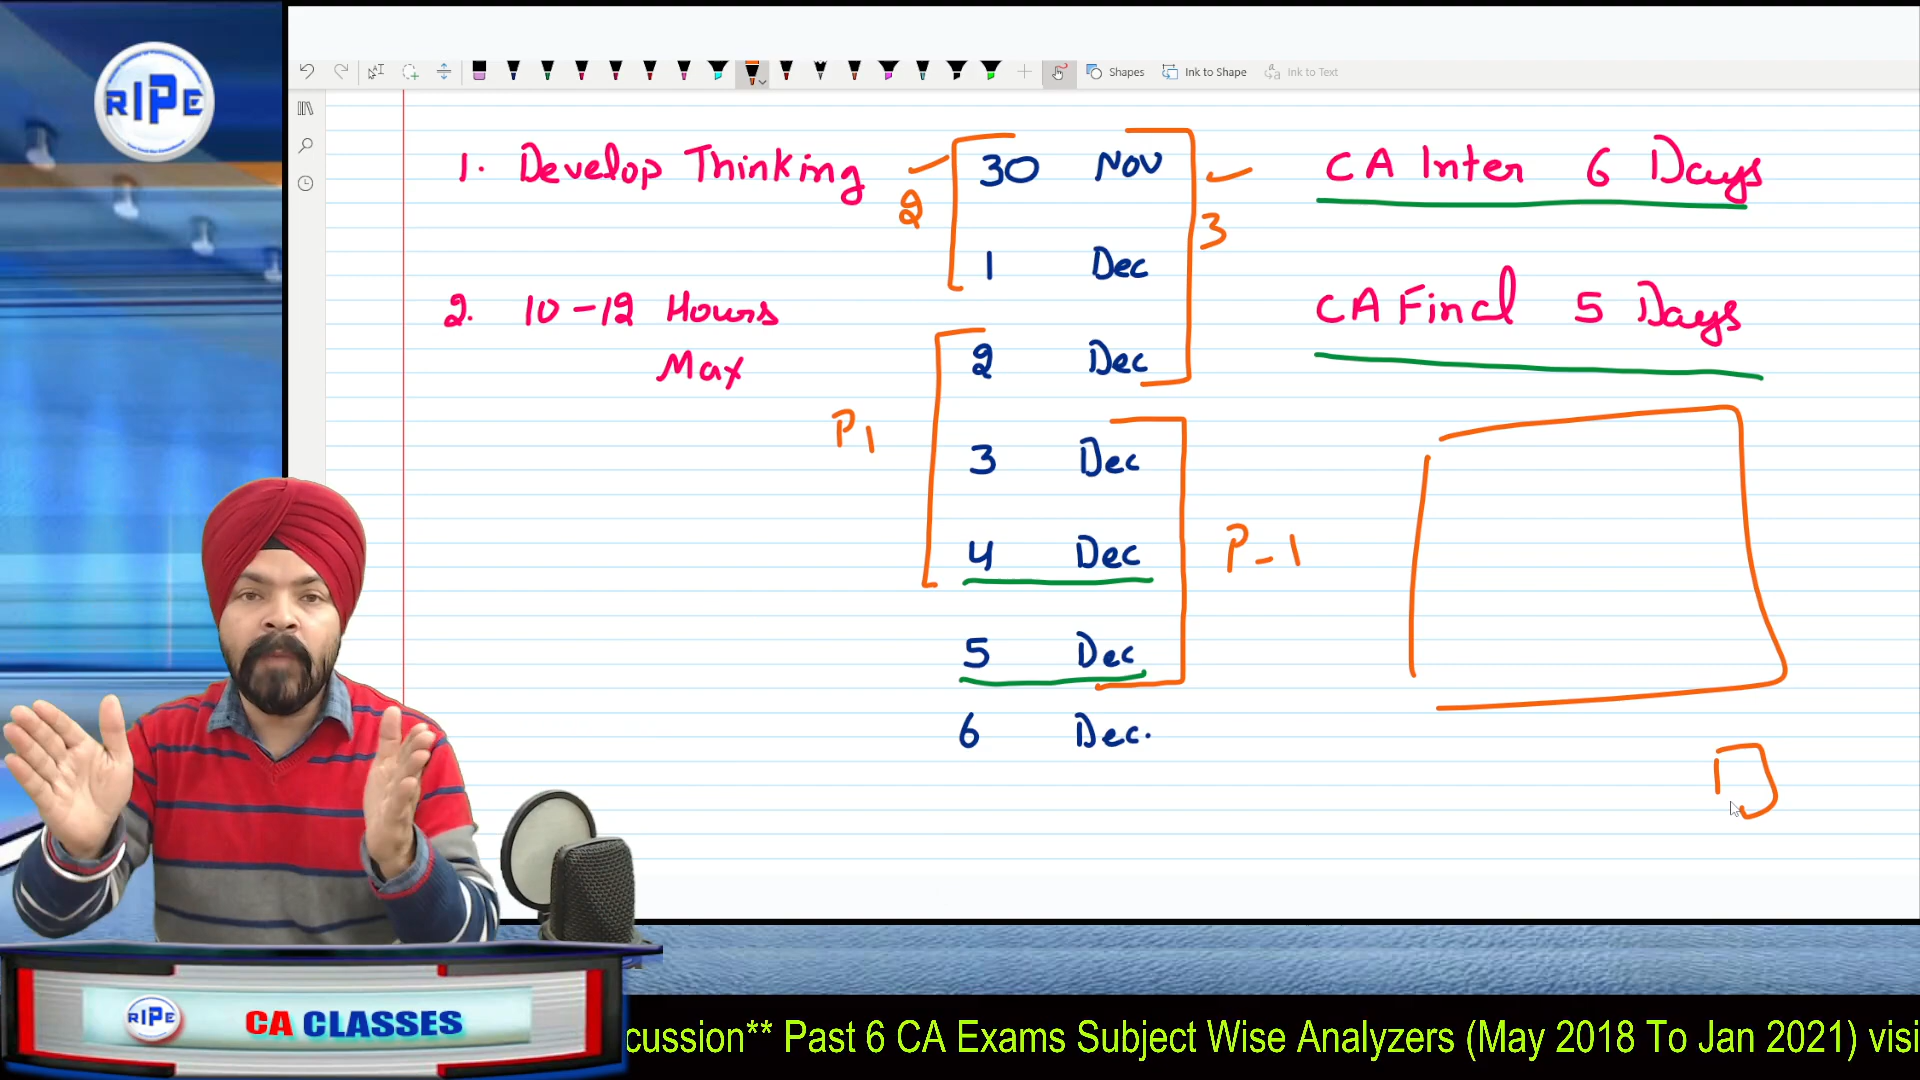 RIPE
Shapes
Ink to Shape
Ink to Text
1. Develop Thinking
2. 10-12 Hours
Max
2
30 Nov
1 Dec
2 Dec
3 Dec
4 Dec
5 Dec
6 Dec.
3
P1
P-1
CA Inter 6 Days
CA Final 5 Days
RIPE CA CLASSES
cussion** Past 6 CA Exams Subject Wise Analyzers (May 2018 To Jan 2021) visi